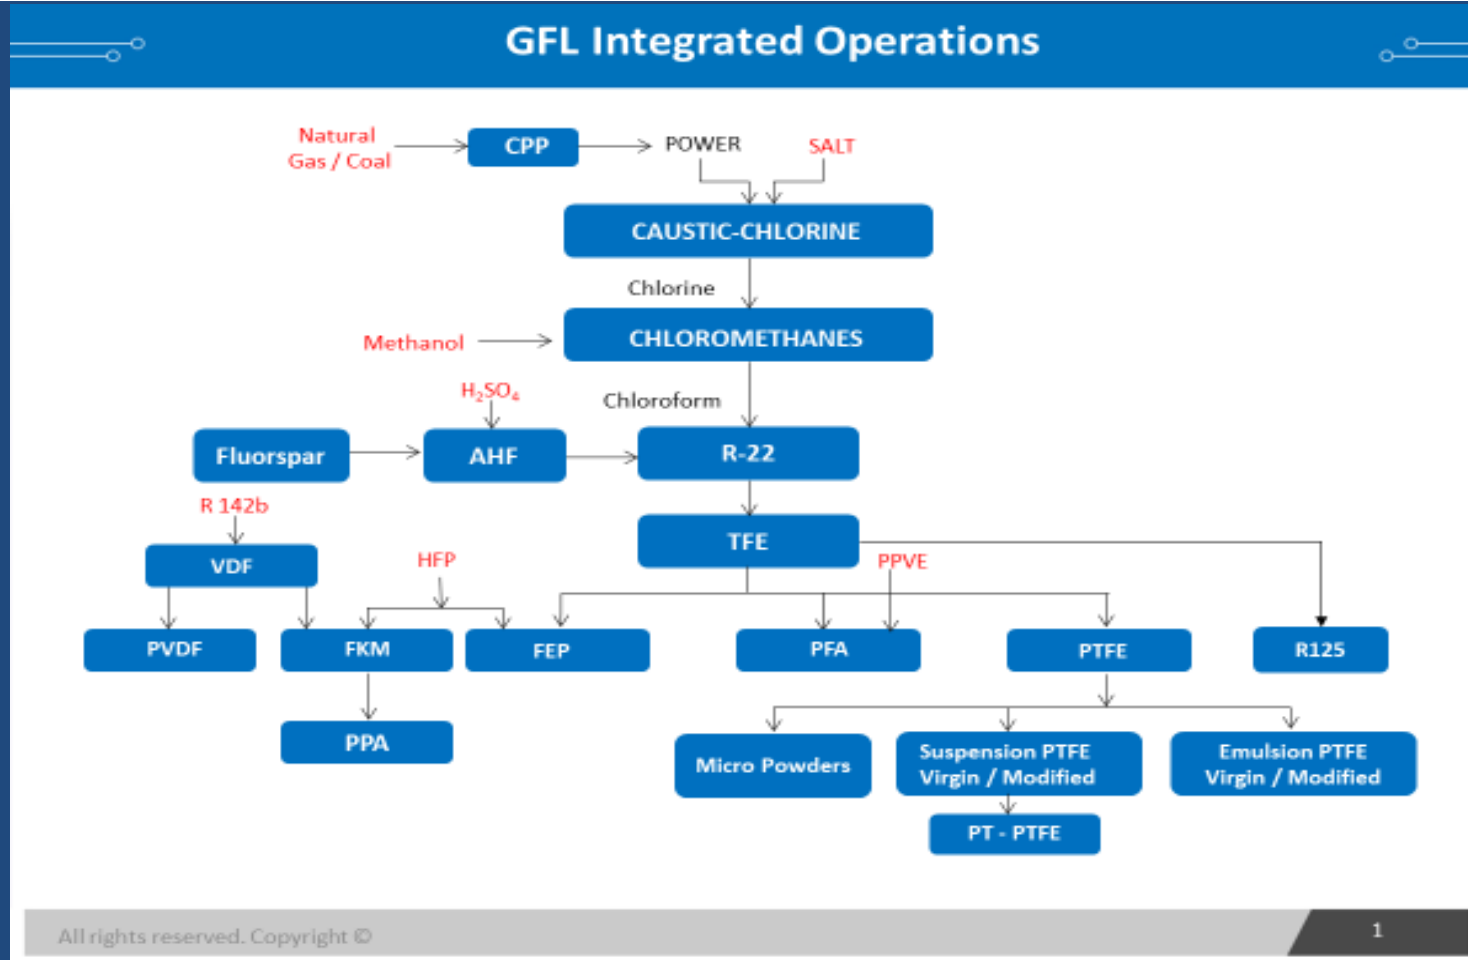 GFL Integrated Operations
Natural
Gas / Coal
CPP
POWER
SALT
CAUSTIC-CHLORINE
Chlorine
Methanol
CHLOROMETHANES
H₂SO₄
Chloroform
Fluorspar
AHF
R-22
R 142b
TFE
VDF
HFP
PPVE
PVDF
FKM
FEP
PFA
PTFE
R125
PPA
Micro Powders
Suspension PTFE
Virgin / Modified
Emulsion PTFE
Virgin / Modified
PT - PTFE
All rights reserved. Copyright ©
1